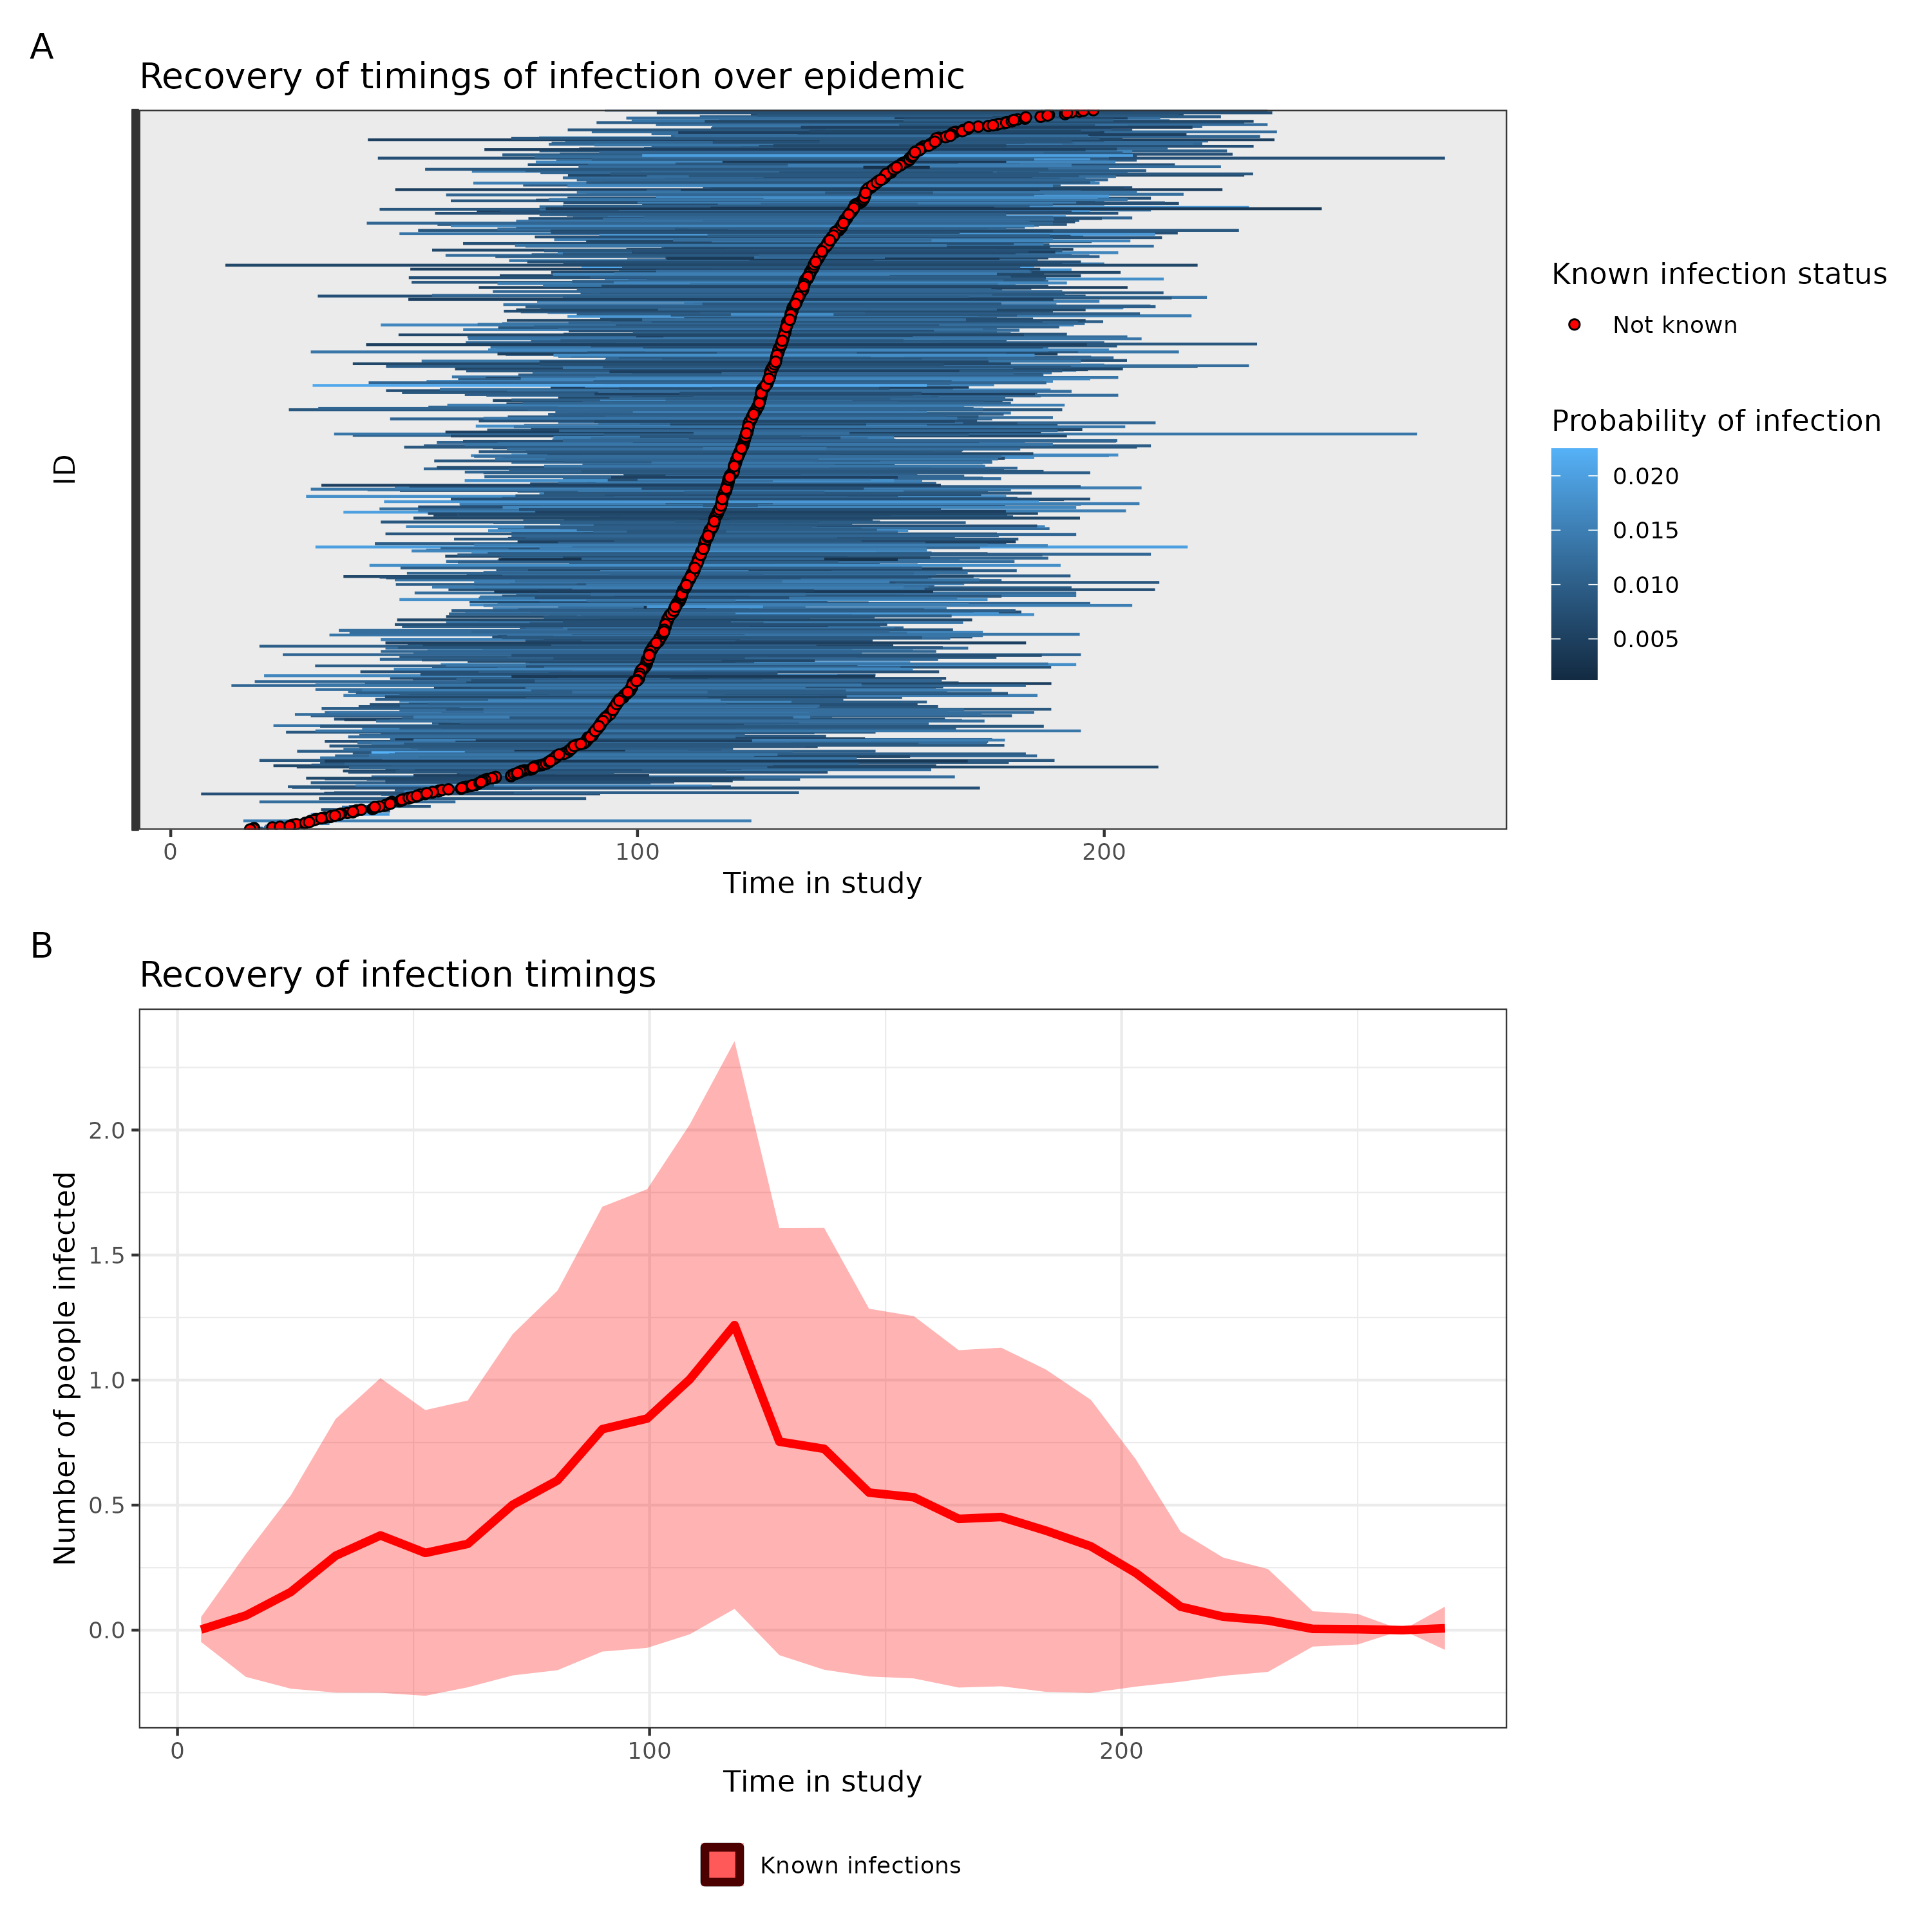 A
Recovery of timings of infection over epidemic
ID
0
100
200
Time in study
Known infection status
Not known
Probability of infection
0.020
0.015
0.010
0.005
B
Recovery of infection timings
Number of people infected
2.0
1.5
1.0
0.5
0.0
0
100
200
Time in study
Known infections